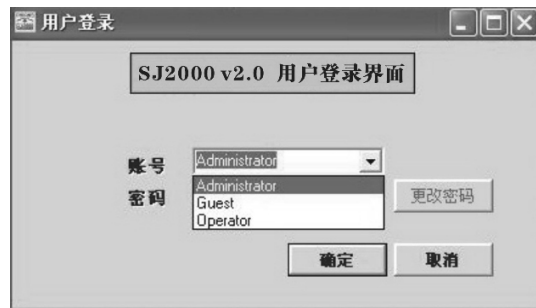 用户登录
SJ2000 v2.0 用户登录界面
账号 Administrator
Administrator
密码 Guest 更改密码
Operator
确定 取消